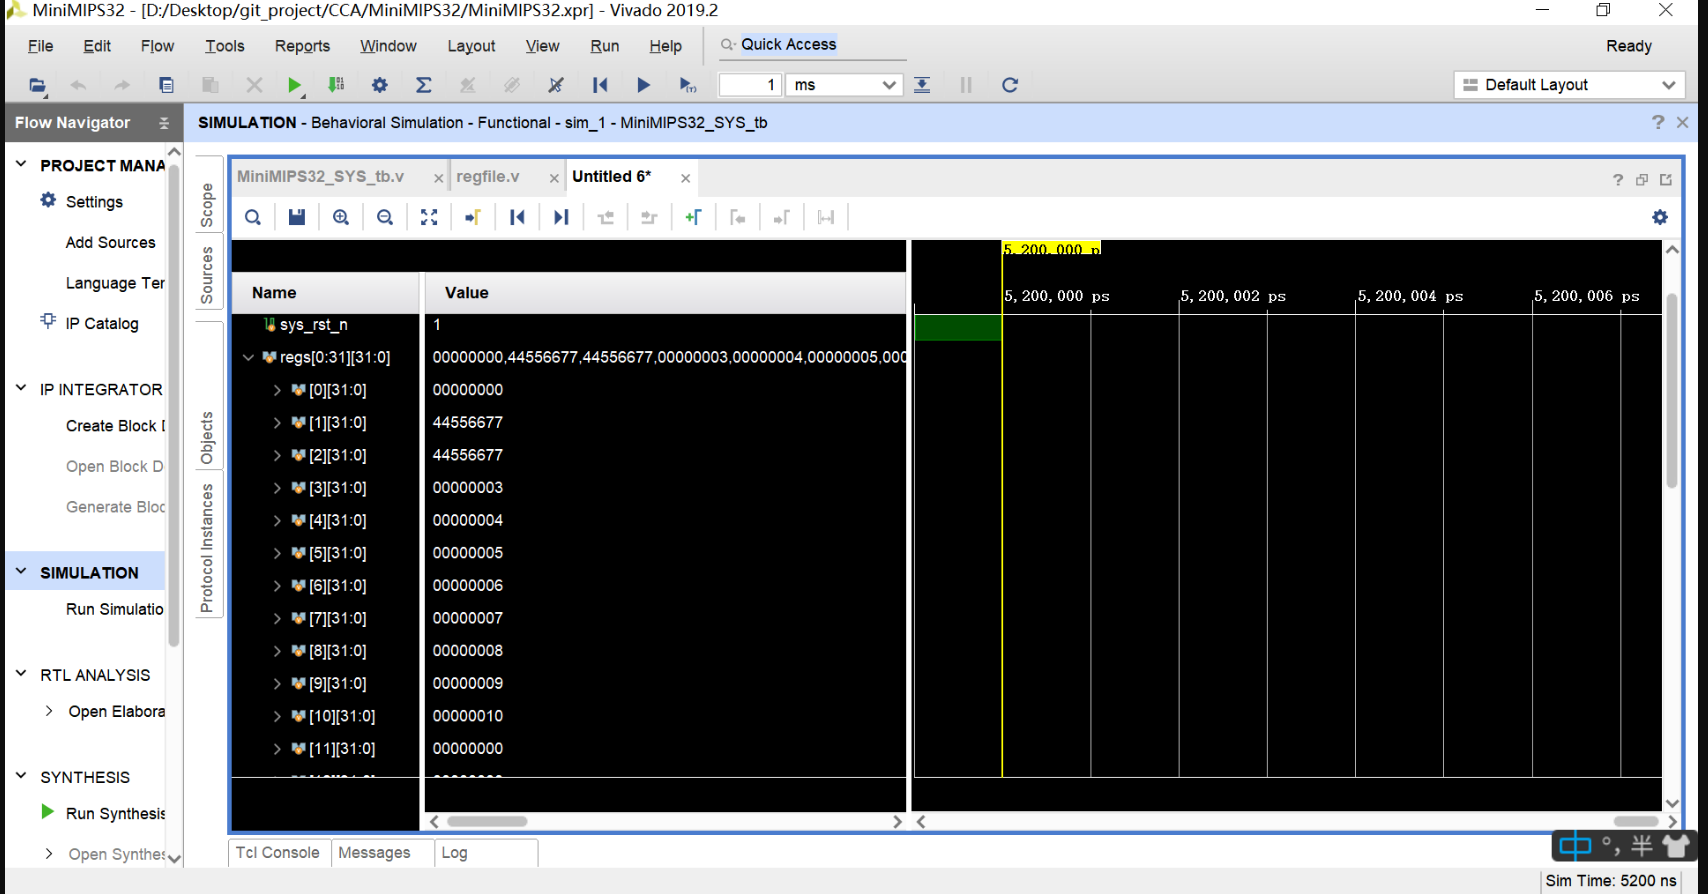 MiniMIPS32 - [D:/Desktop/git_project/CCA/MiniMIPS32/MiniMIPS32.xpr] - Vivado 2019.2
File Edit Flow Tools Reports Window Layout View Run Help Quick Access Ready
1 ms Default Layout
Flow Navigator
SIMULATION - Behavioral Simulation - Functional - sim_1 - MiniMIPS32_SYS_tb
PROJECT MANA
Settings
Add Sources
Language Ter
IP Catalog
IP INTEGRATOR
Create Block D
Open Block D
Generate Bloc
SIMULATION
Run Simulatio
RTL ANALYSIS
Open Elabora
SYNTHESIS
Run Synthesis
Open Synthes
Scope
Sources
Objects
Protocol Instances
MiniMIPS32_SYS_tb.v regfile.v Untitled 6*
5,200,000 p
Name Value
5,200,000 ps 5,200,002 ps 5,200,004 ps 5,200,006 ps
sys_rst_n 1
regs[0:31][31:0] 00000000,44556677,44556677,00000003,00000004,00000005,000
[0][31:0] 00000000
[1][31:0] 44556677
[2][31:0] 44556677
[3][31:0] 00000003
[4][31:0] 00000004
[5][31:0] 00000005
[6][31:0] 00000006
[7][31:0] 00000007
[8][31:0] 00000008
[9][31:0] 00000009
[10][31:0] 00000010
[11][31:0] 00000000
Tcl Console Messages Log
中 °, 半
Sim Time: 5200 ns